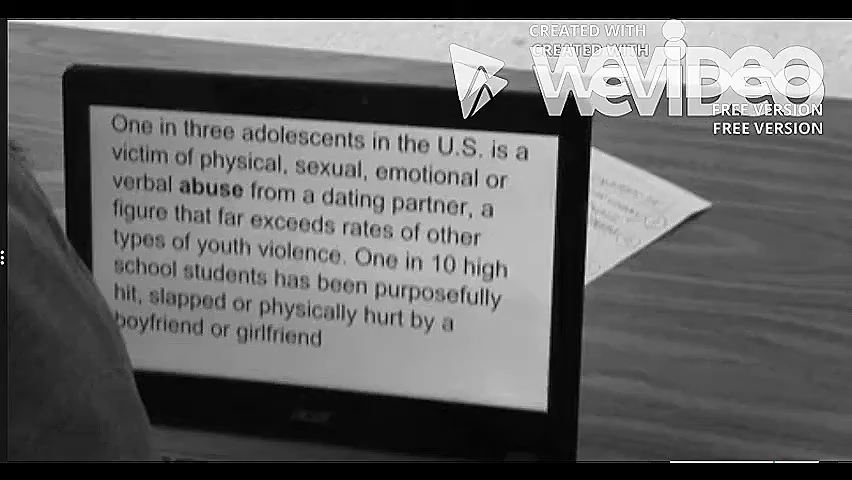 CREATED WITH
CREATED WITH
WEVIDEO
FREE VERSION
FREE VERSION
One in three adolescents in the U.S. is a
victim of physical, sexual, emotional or
verbal abuse from a dating partner, a
figure that far exceeds rates of other
types of youth violence. One in 10 high
school students has been purposefully
hit, slapped or physically hurt by a
boyfriend or girlfriend
acer